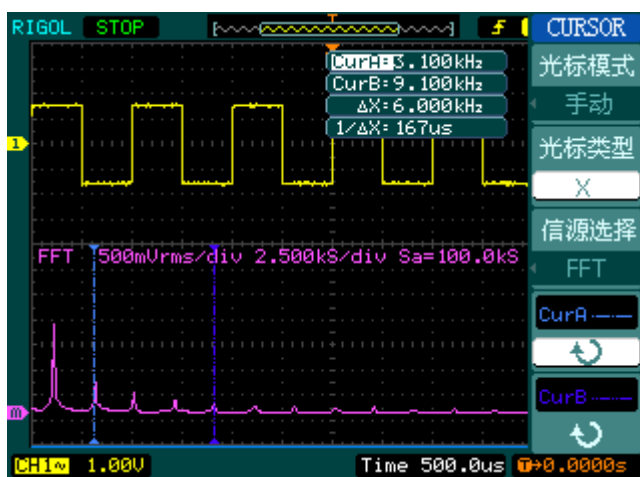 RIGOL STOP CURSOR
CurA=3.100kHz
CurB=9.100kHz
ΔX=6.000kHz
1/ΔX=167us
光标模式
手动
光标类型
X
信源选择
FFT
CurA
CurB
1
FFT 500mVrms/div 2.500kS/div Sa=100.0kS
m
CH1~ 1.00V Time 500.0us T→0.0000s